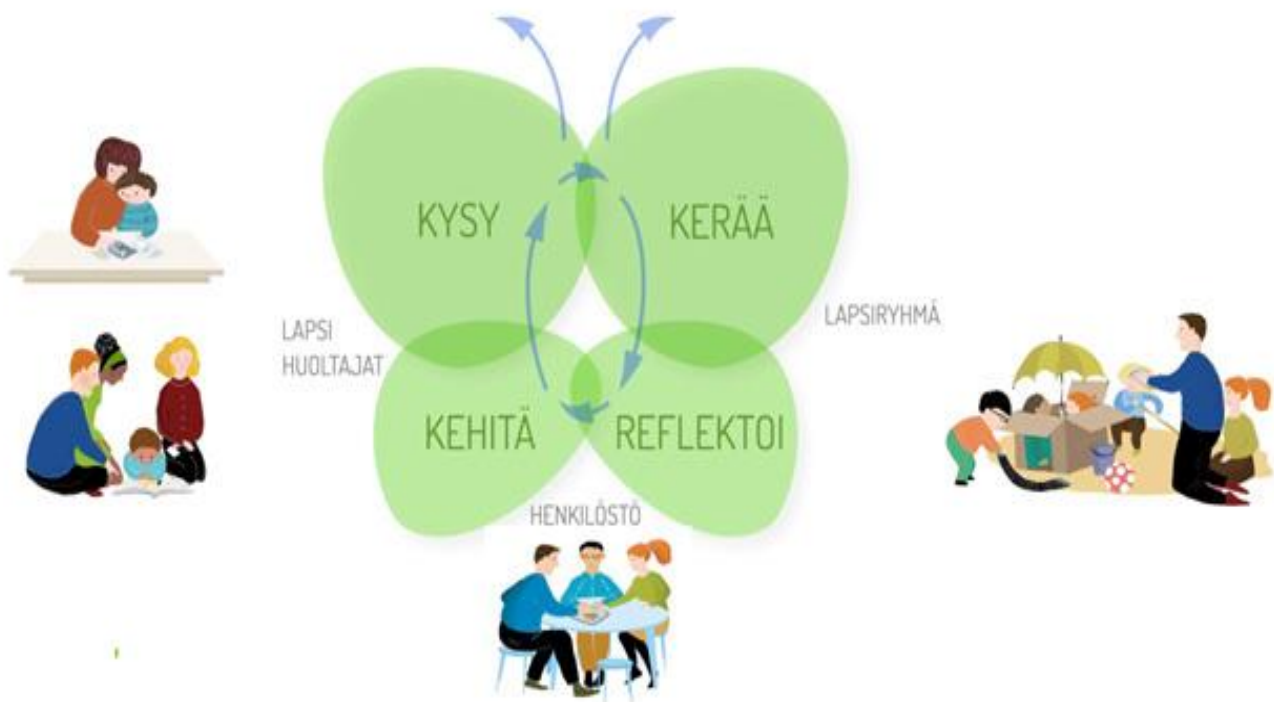 KYSY
KERÄÄ
LAPSI
HUOLTAJAT
LAPSIRYHMÄ
KEHITÄ
REFLEKTOI
HENKILÖSTÖ